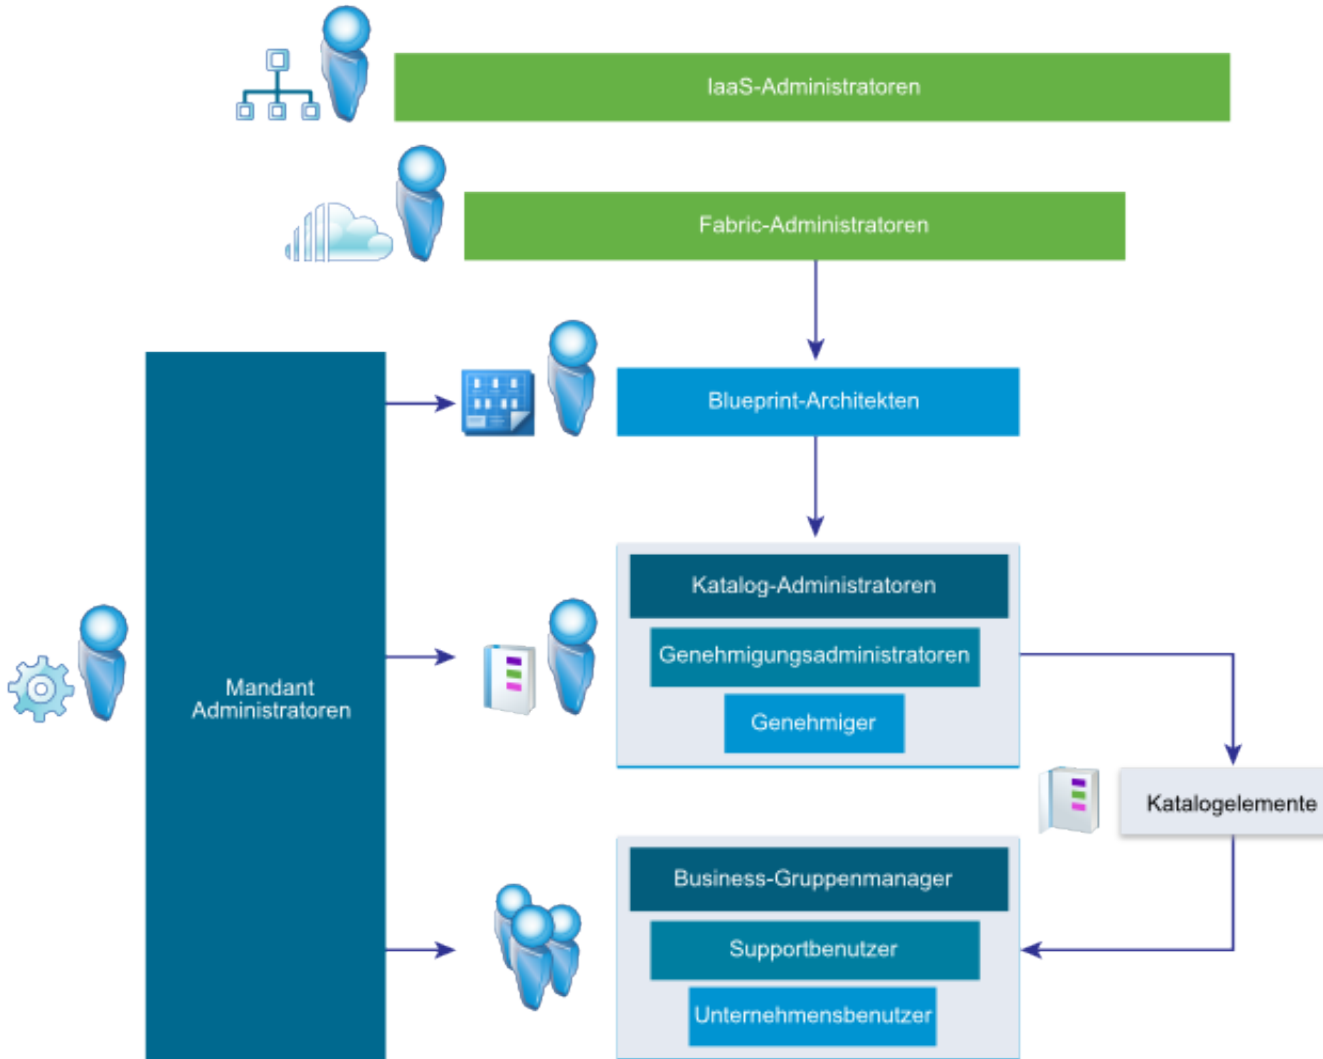 IaaS-Administratoren
Fabric-Administratoren
Blueprint-Architekten
Mandant
Administratoren
Katalog-Administratoren
Genehmigungsadministratoren
Genehmiger
Katalogelemente
Business-Gruppenmanager
Supportbenutzer
Unternehmensbenutzer